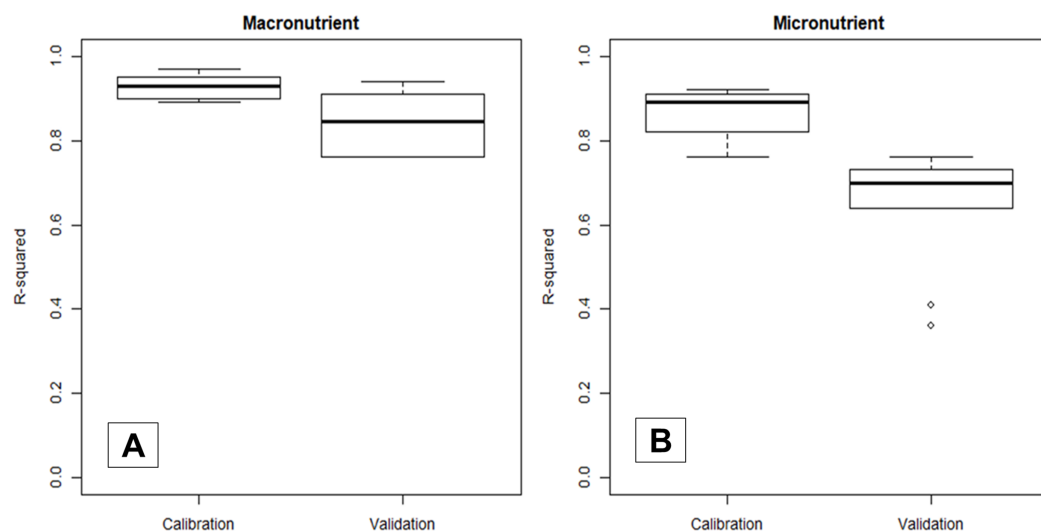 Macronutrient
R-squared
1.0
0.8
0.6
0.4
0.2
0.0
A
Calibration Validation
Micronutrient
R-squared
1.0
0.8
0.6
0.4
0.2
0.0
B
Calibration Validation